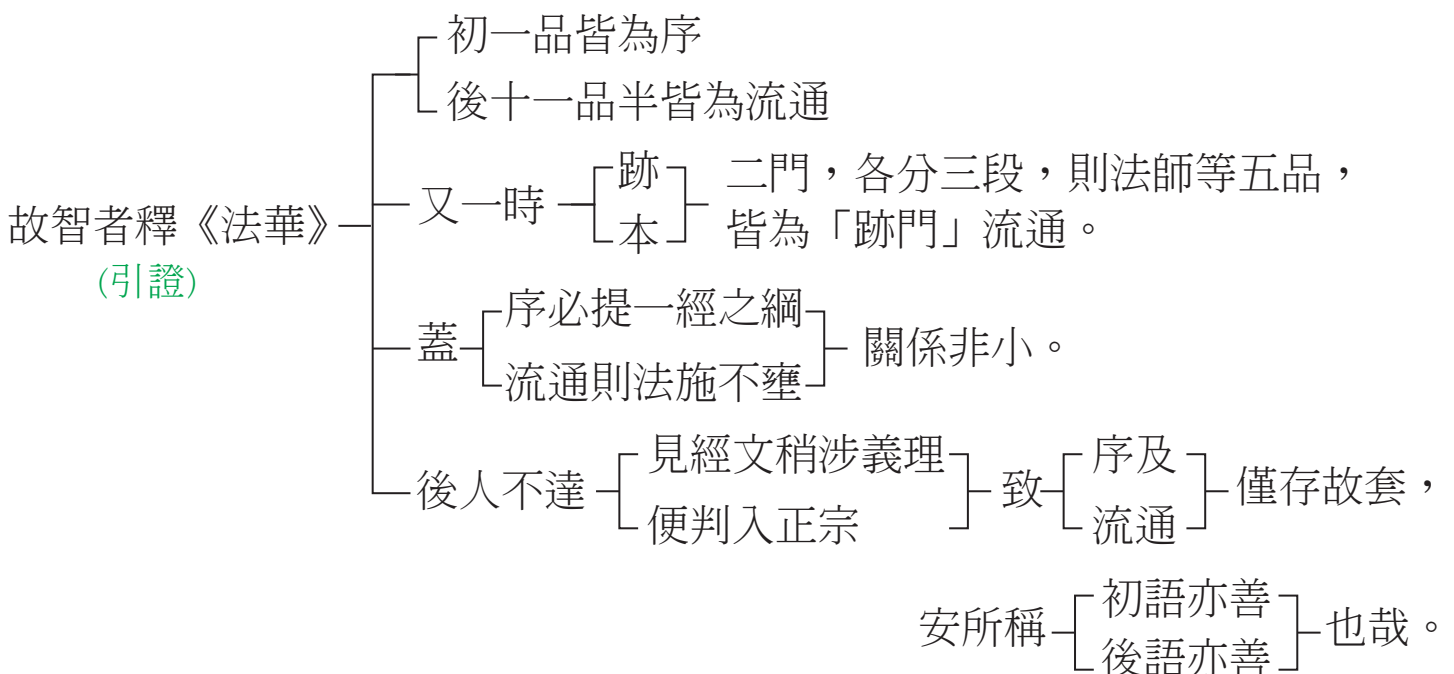 故智者釋《法華》
(引證)
初一品皆為序
後十一品半皆為流通
又一時
跡
本
二門,各分三段,則法師等五品,
皆為「跡門」流通。
蓋
序必提一經之綱
流通則法施不壅
關係非小。
後人不達
見經文稍涉義理
便判入正宗
致
序及
流通
僅存故套,
安所稱
初語亦善
後語亦善
也哉。